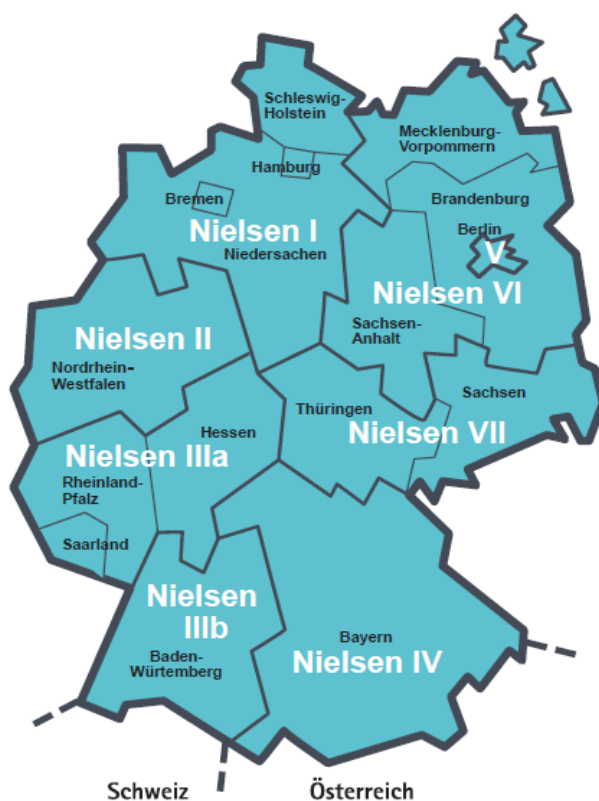 Schleswig-
Holstein
Mecklenburg-
Vorpommern
Hamburg
Bremen
Brandenburg
Berlin
Nielsen I
V
Niedersachen
Nielsen VI
Nielsen II
Sachsen-
Anhalt
Nordrhein-
Westfalen
Sachsen
Thüringen
Hessen
Nielsen VII
Nielsen IIIa
Rheinland-
Pfalz
Saarland
Nielsen
IIIb
Bayern
Nielsen IV
Baden-
Würtemberg
Schweiz
Österreich